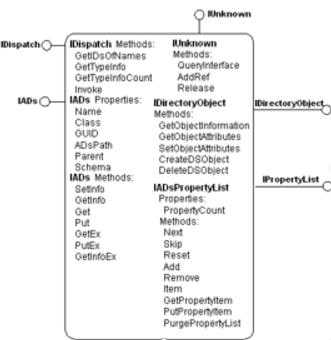 IUnknown
IDispatch
IDispatch Methods:
GetIDsOfNames
GetTypeInfo
GetTypeInfoCount
Invoke
IADs
IADs Properties:
Name
Class
GUID
ADsPath
Parent
Schema
IADs Methods:
SetInfo
GetInfo
Get
Put
GetEx
PutEx
GetInfoEx
IUnknown
Methods:
QueryInterface
AddRef
Release
IDirectoryObject
Methods:
GetObjectInformation
GetObjectAttributes
SetObjectAttributes
CreateDSObject
DeleteDSObject
IADsPropertyList
Properties:
PropertyCount
Methods:
Next
Skip
Reset
Add
Remove
Item
GetPropertyItem
PutPropertyItem
PurgePropertyList
IDirectoryObject
IPropertyList